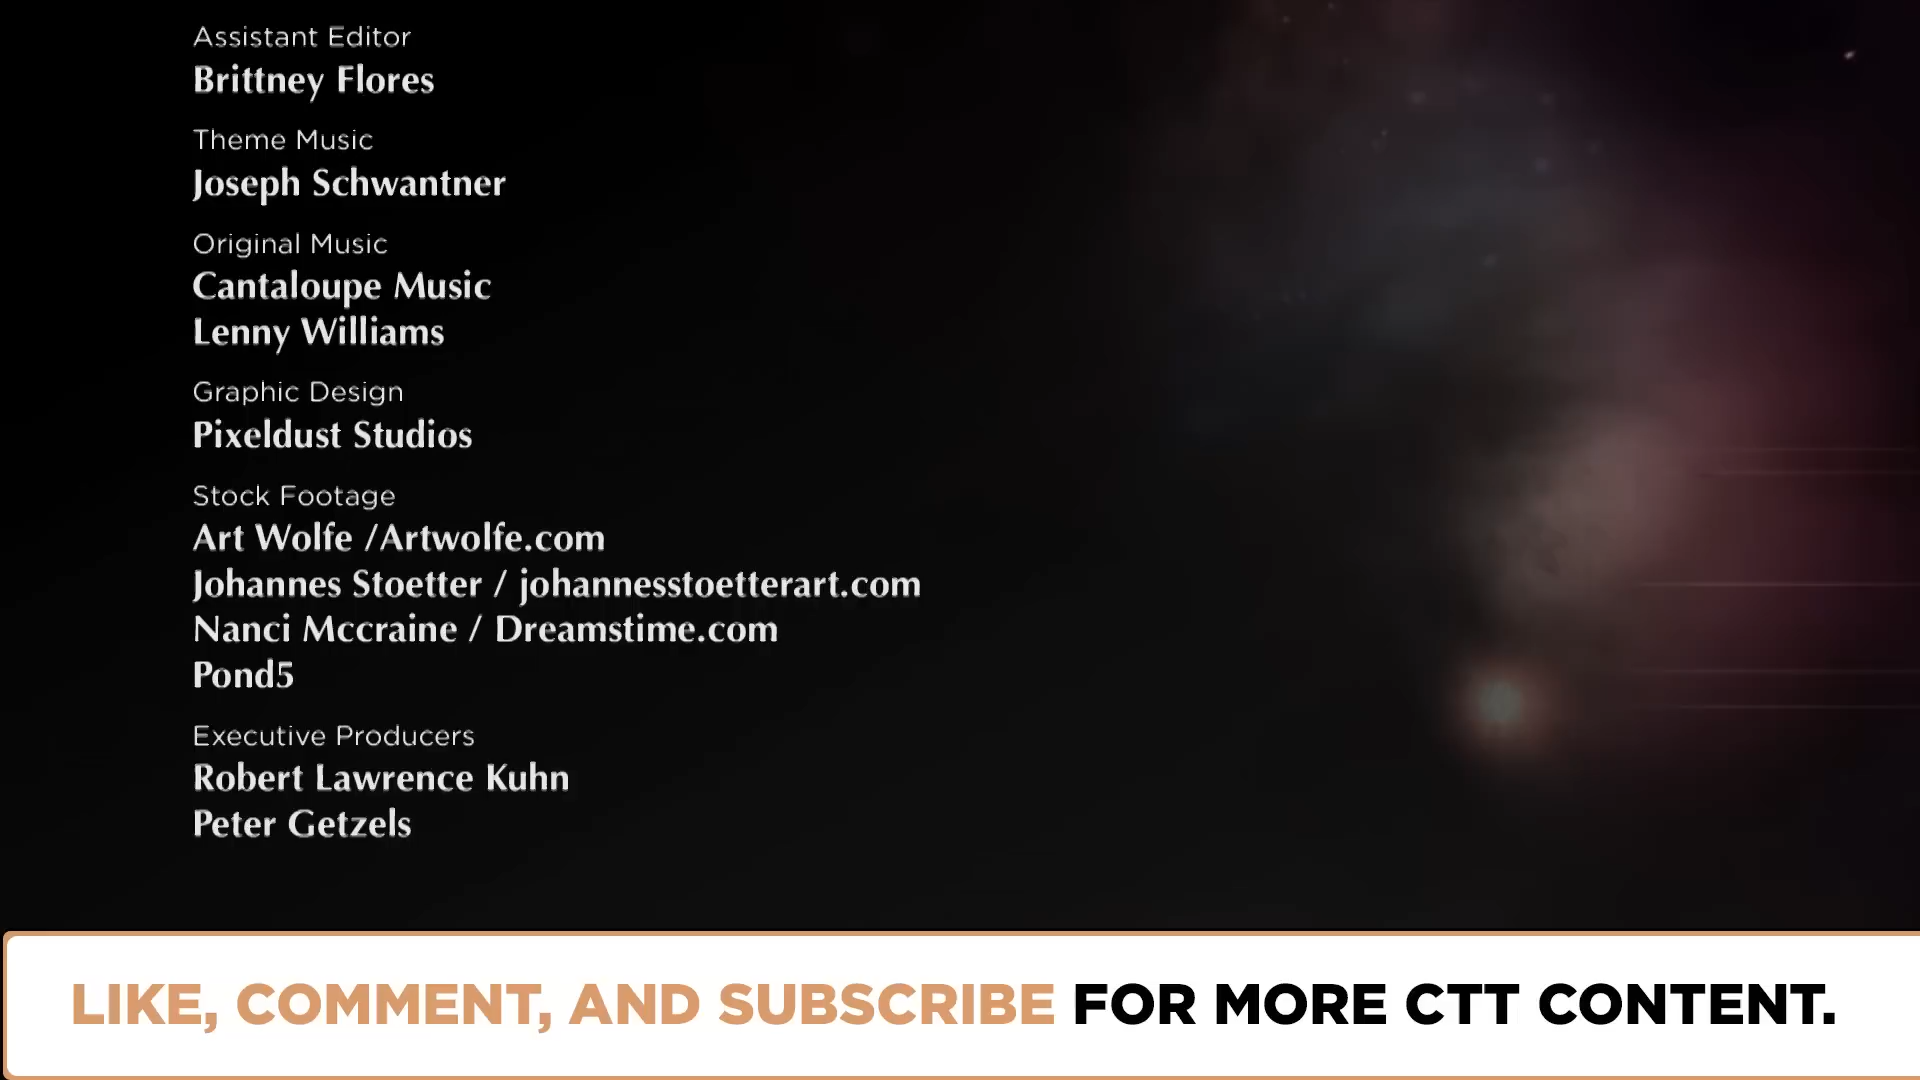 Assistant Editor
Brittney Flores
Theme Music
Joseph Schwantner
Original Music
Cantaloupe Music
Lenny Williams
Graphic Design
Pixeldust Studios
Stock Footage
Art Wolfe /Artwolfe.com
Johannes Stoetter / johannesstoetterart.com
Nanci Mccraine / Dreamstime.com
Pond5
Executive Producers
Robert Lawrence Kuhn
Peter Getzels
LIKE, COMMENT, AND SUBSCRIBE FOR MORE CTT CONTENT.